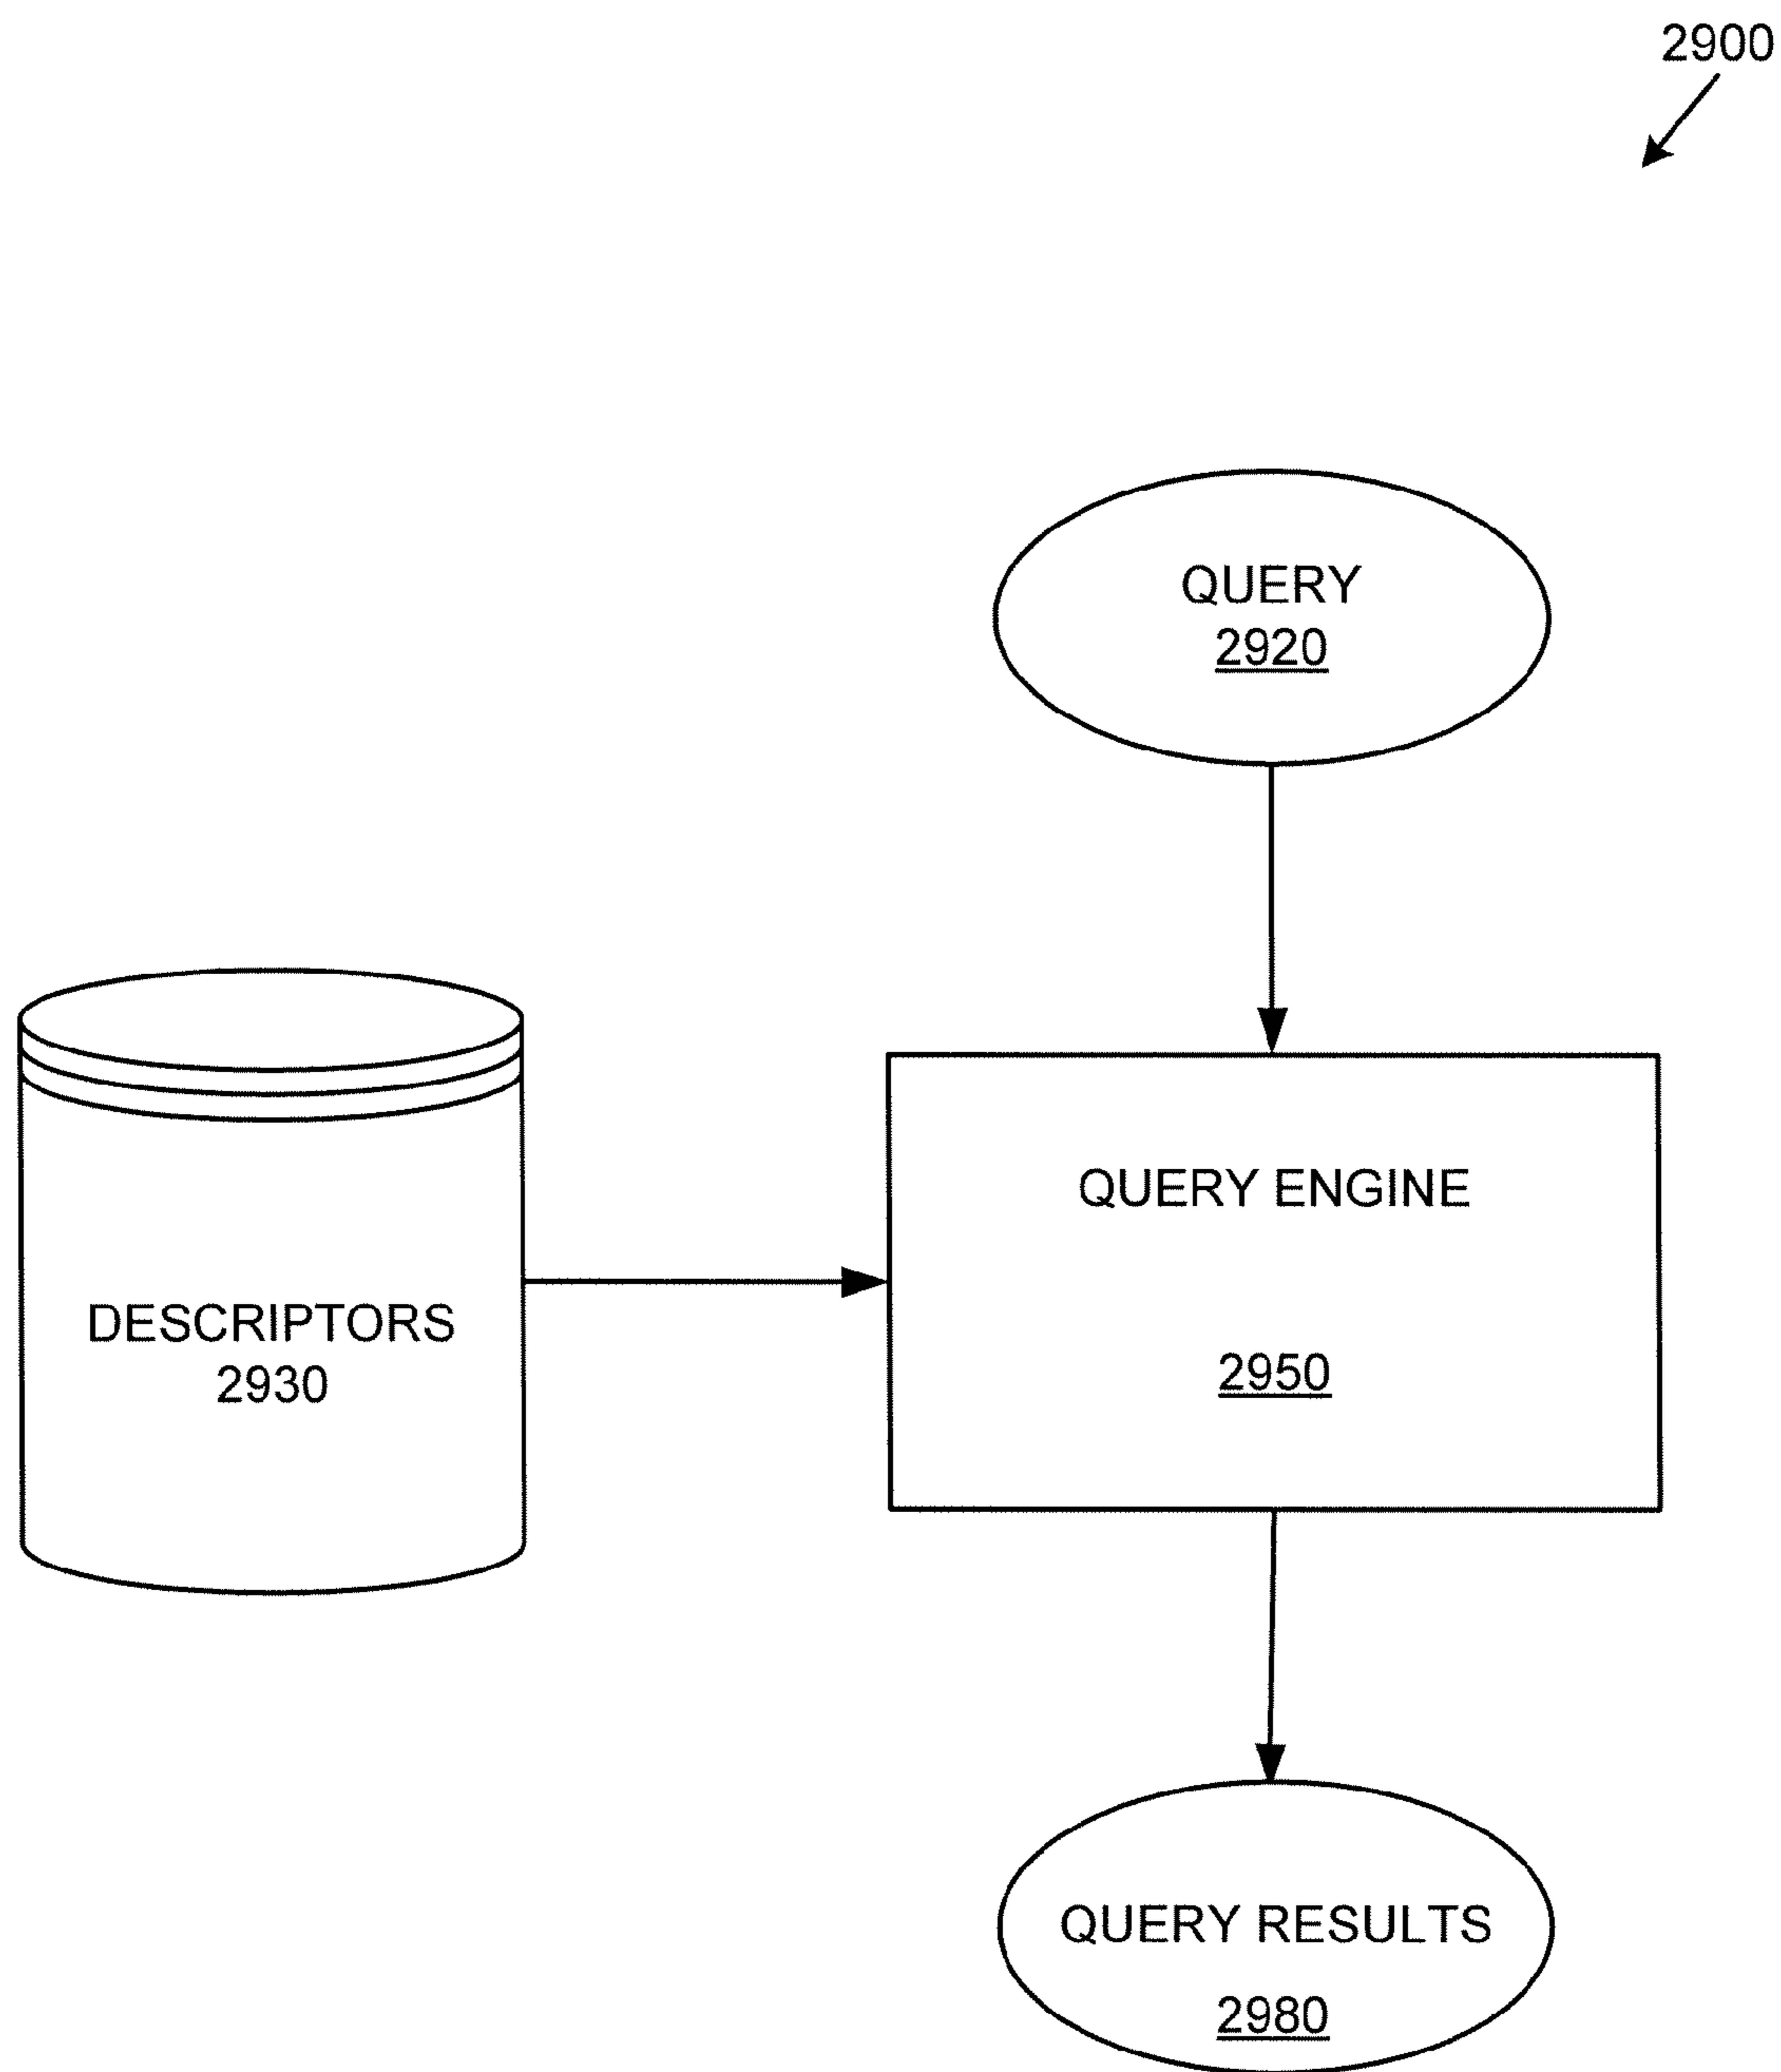 2900
QUERY
2920
QUERY ENGINE
2950
DESCRIPTORS
2930
QUERY RESULTS
2980